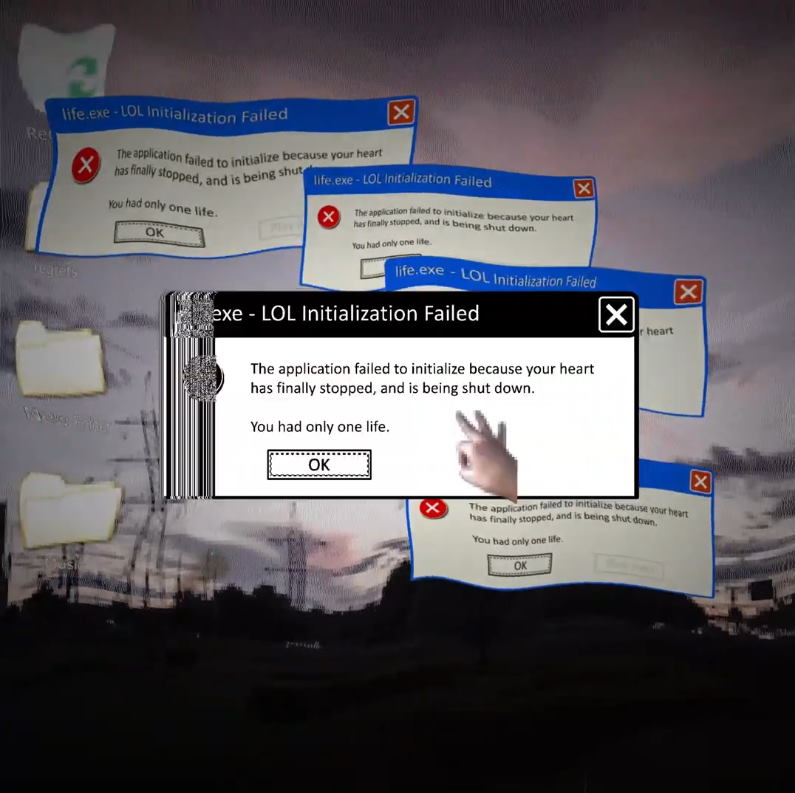 life.exe - LOL Initialization Failed
The application failed to initialize because your heart
has finally stopped, and is being shut
You had only one life.
OK
life.exe - LOL Initialization Failed
The application failed to initialize because your heart
has finally stopped, and is being shut down.
You had only one life.
regrets
life.exe - LOL Initialization Failed
heart
exe - LOL Initialization Failed
The application failed to initialize because your heart
has finally stopped, and is being shut down.
You had only one life.
OK
The application failed to initialize because your heart
has finally stopped, and is being shut down.
You had only one life.
OK